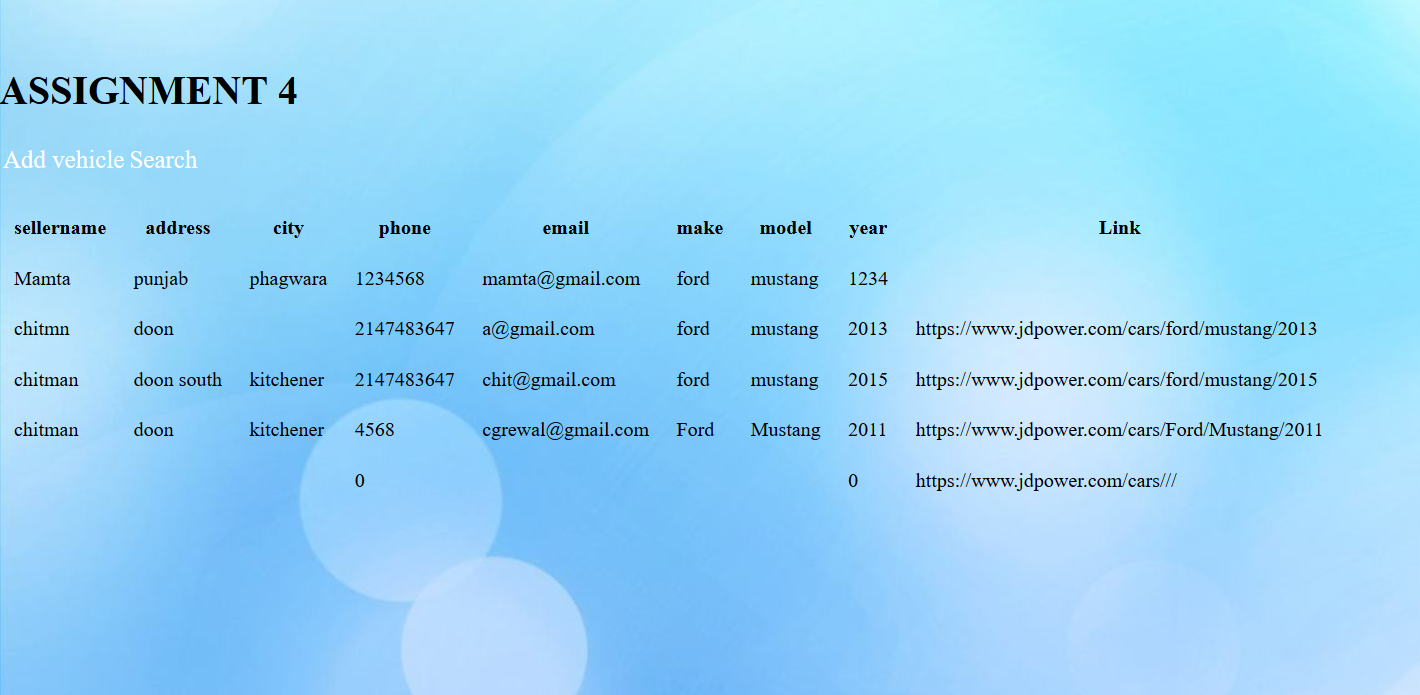 ASSIGNMENT 4
Add vehicle Search
sellername address city phone email make model year Link
Mamta punjab phagwara 1234568 mamta@gmail.com ford mustang 1234
chitmn doon 2147483647 a@gmail.com ford mustang 2013 https://www.jdpower.com/cars/ford/mustang/2013
chitman doon south kitchener 2147483647 chit@gmail.com ford mustang 2015 https://www.jdpower.com/cars/ford/mustang/2015
chitman doon kitchener 4568 cgrewal@gmail.com Ford Mustang 2011 https://www.jdpower.com/cars/Ford/Mustang/2011
0 0 https://www.jdpower.com/cars///